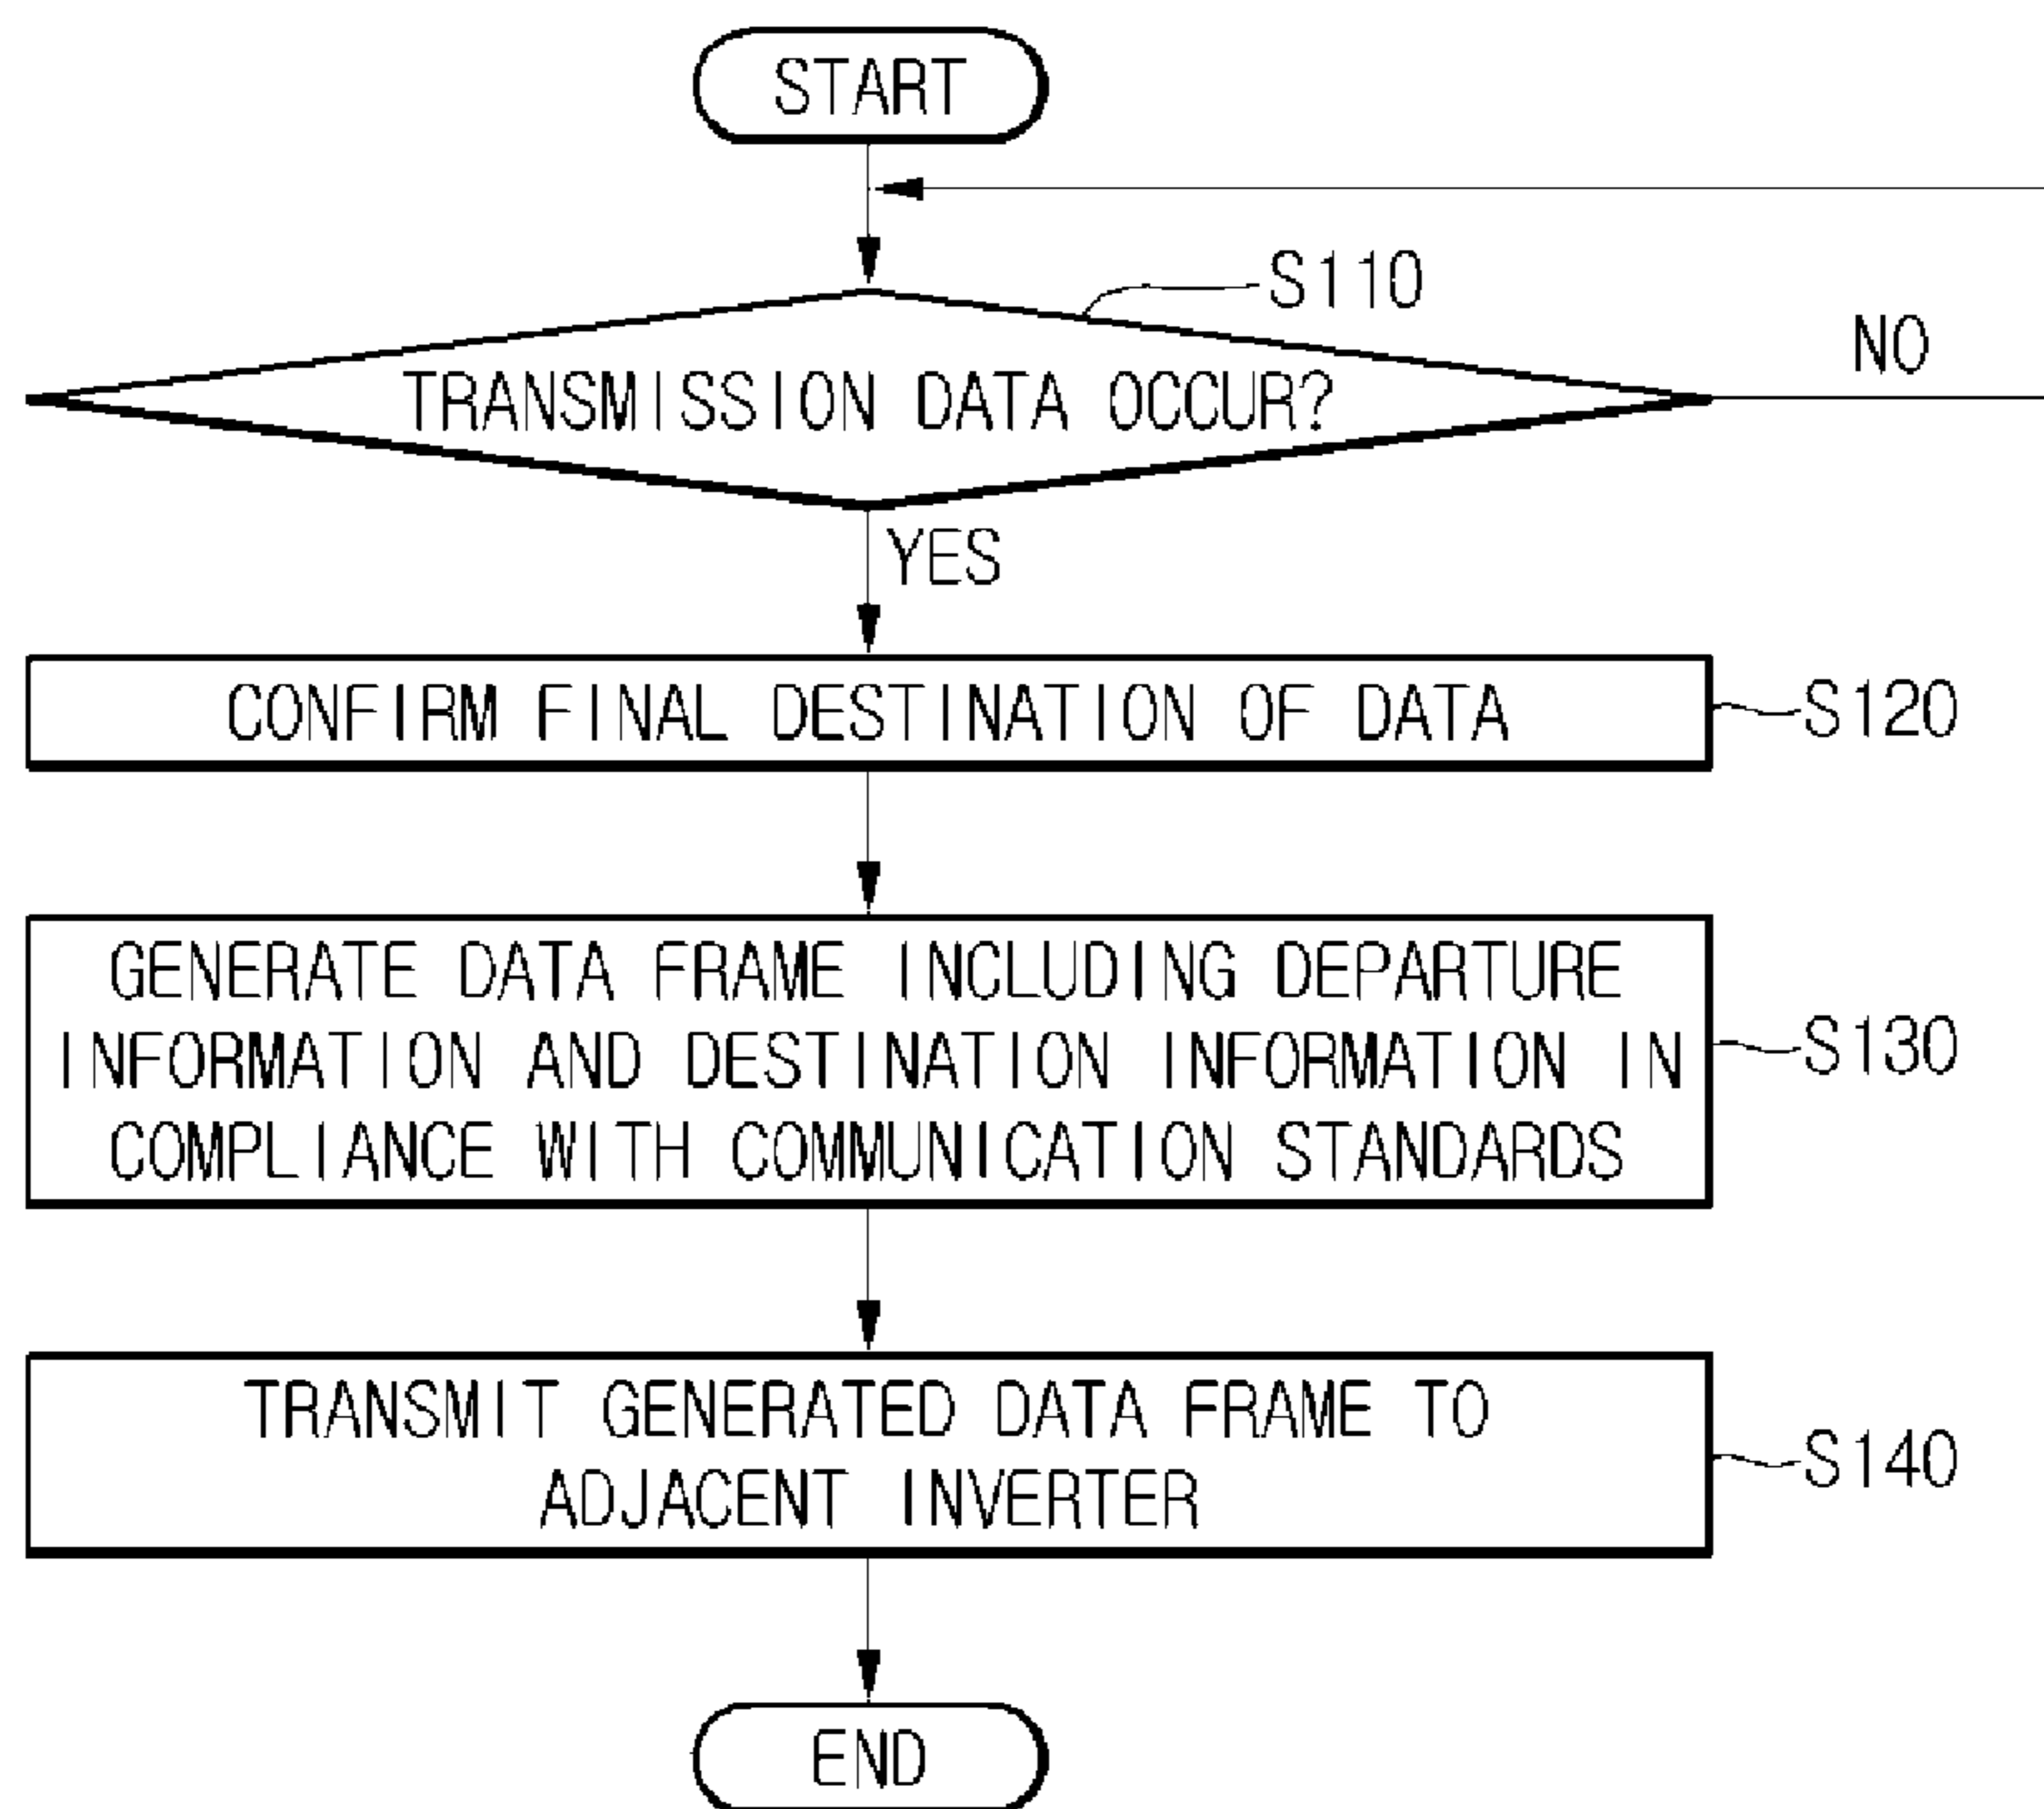 START
S110
TRANSMISSION DATA OCCUR?
NO
YES
CONFIRM FINAL DESTINATION OF DATA
S120
GENERATE DATA FRAME INCLUDING DEPARTURE
INFORMATION AND DESTINATION INFORMATION IN
COMPLIANCE WITH COMMUNICATION STANDARDS
S130
TRANSMIT GENERATED DATA FRAME TO
ADJACENT INVERTER
S140
END